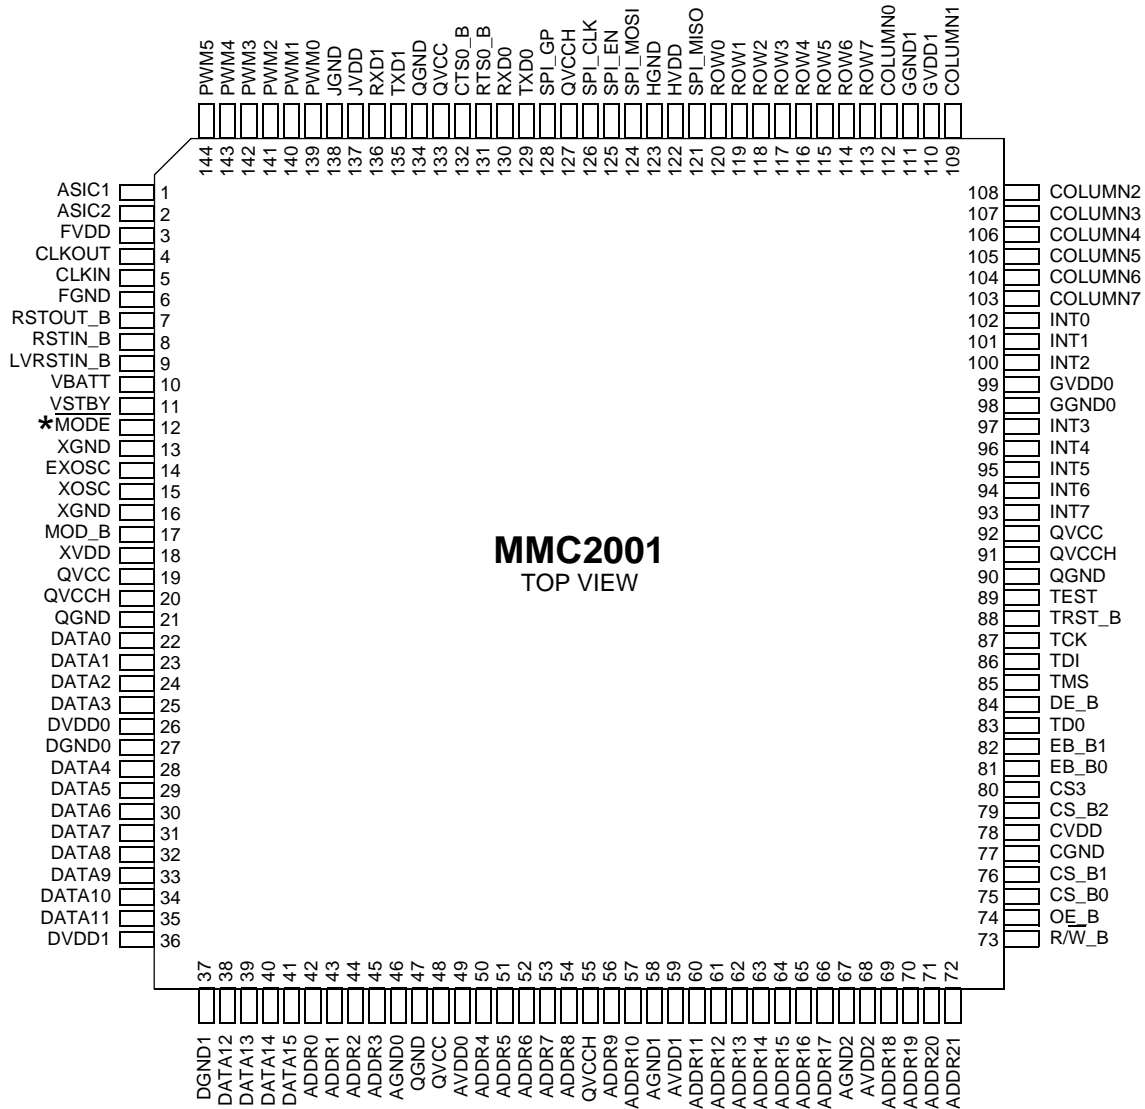 PWM5
PWM4
PWM3
PWM2
PWM1
PWM0
JGND
JVDD
RXD1
TXD1
QGND
QVCC
CTS0_B
RTS0_B
RXD0
TXD0
SPI_GP
QVCCH
SPI_CLK
SPI_EN
SPI_MOSI
HGND
HVDD
SPI_MISO
ROW0
ROW1
ROW2
ROW3
ROW4
ROW5
ROW6
ROW7
COLUMN0
GGND1
GVDD1
COLUMN1
144
143
142
141
140
139
138
137
136
135
134
133
132
131
130
129
128
127
126
125
124
123
122
121
120
119
118
117
116
115
114
113
112
111
110
109
ASIC1 1
ASIC2 2
FVDD 3
CLKOUT 4
CLKIN 5
FGND 6
RSTOUT_B 7
RSTIN_B 8
LVRSTIN_B 9
VBATT 10
VSTBY 11
*MODE 12
XGND 13
EXOSC 14
XOSC 15
XGND 16
MOD_B 17
XVDD 18
QVCC 19
QVCCH 20
QGND 21
DATA0 22
DATA1 23
DATA2 24
DATA3 25
DVDD0 26
DGND0 27
DATA4 28
DATA5 29
DATA6 30
DATA7 31
DATA8 32
DATA9 33
DATA10 34
DATA11 35
DVDD1 36
MMC2001
TOP VIEW
108 COLUMN2
107 COLUMN3
106 COLUMN4
105 COLUMN5
104 COLUMN6
103 COLUMN7
102 INT0
101 INT1
100 INT2
99 GVDD0
98 GGND0
97 INT3
96 INT4
95 INT5
94 INT6
93 INT7
92 QVCC
91 QVCCH
90 QGND
89 TEST
88 TRST_B
87 TCK
86 TDI
85 TMS
84 DE_B
83 TD0
82 EB_B1
81 EB_B0
80 CS3
79 CS_B2
78 CVDD
77 CGND
76 CS_B1
75 CS_B0
74 OE_B
73 R/W_B
37
38
39
40
41
42
43
44
45
46
47
48
49
50
51
52
53
54
55
56
57
58
59
60
61
62
63
64
65
66
67
68
69
70
71
72
DGND1
DATA12
DATA13
DATA14
DATA15
ADDR0
ADDR1
ADDR2
ADDR3
AGND0
QGND
QVCC
AVDD0
ADDR4
ADDR5
ADDR6
ADDR7
ADDR8
QVCCH
ADDR9
ADDR10
AGND1
AVDD1
ADDR11
ADDR12
ADDR13
ADDR14
ADDR15
ADDR16
ADDR17
AGND2
AVDD2
ADDR18
ADDR19
ADDR20
ADDR21